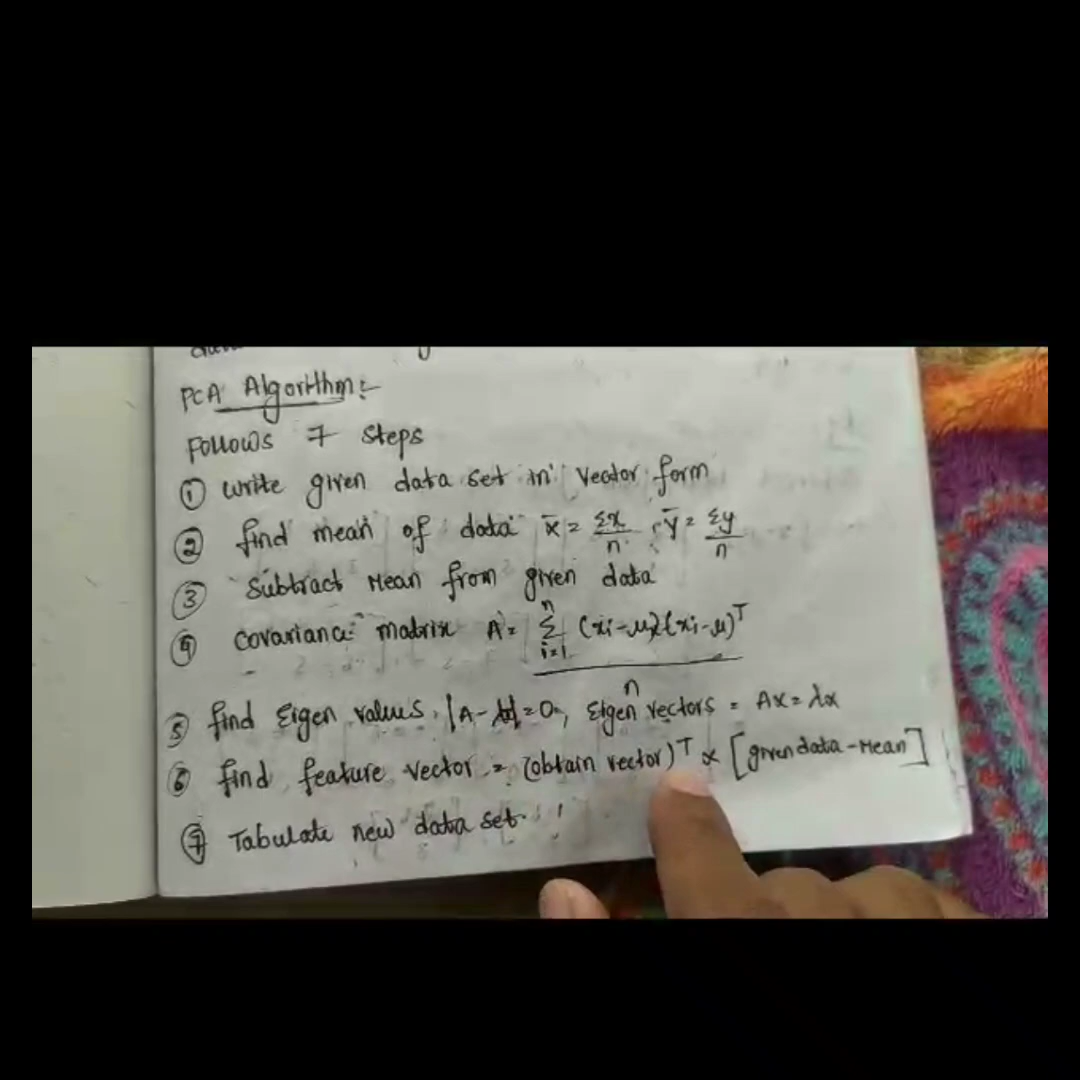 PCA Algorithm:-
Follows 7 steps
① write given data set in vector form
② find mean of data x̄ = Σx/n, ȳ = Σy/n
③ Subtract Mean from given data
④ covariance matrix A = Σ_{i=1}^{n} (xi-μ)(xi-μ)^T / n
⑤ find Eigen values |A-λI|=0, Eigen vectors = Ax=λx
⑥ find feature vector = (obtain vector)^T x [given data - Mean]
⑦ Tabulate new data set.